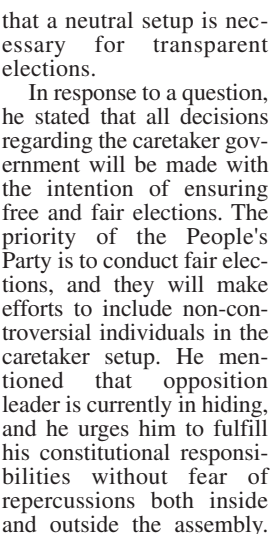 that a neutral setup is nec-
essary for transparent
elections.
In response to a question,
he stated that all decisions
regarding the caretaker gov-
ernment will be made with
the intention of ensuring
free and fair elections. The
priority of the People's
Party is to conduct fair elec-
tions, and they will make
efforts to include non-con-
troversial individuals in the
caretaker setup. He men-
tioned that opposition
leader is currently in hiding,
and he urges him to fulfill
his constitutional responsi-
bilities without fear of
repercussions both inside
and outside the assembly.